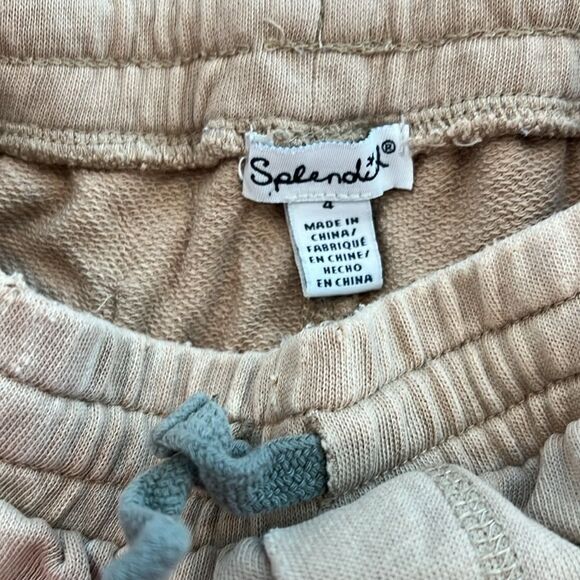 Splendid®
4
MADE IN
CHINA/
FABRIQUÉ
EN CHINE/
HECHO
EN CHINA